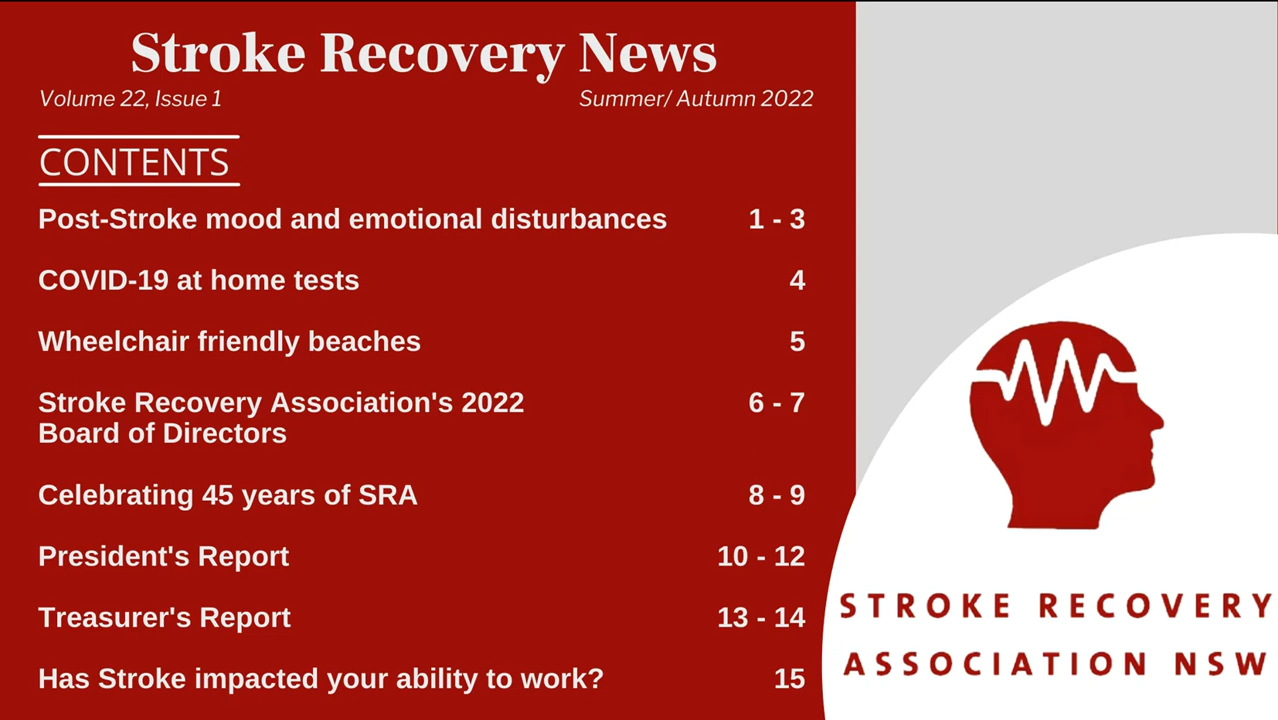 Stroke Recovery News
Volume 22, Issue 1
Summer/ Autumn 2022
CONTENTS
Post-Stroke mood and emotional disturbances 1 - 3
COVID-19 at home tests 4
Wheelchair friendly beaches 5
Stroke Recovery Association's 2022 6 - 7
Board of Directors
Celebrating 45 years of SRA 8 - 9
President's Report 10 - 12
Treasurer's Report 13 - 14
Has Stroke impacted your ability to work? 15
STROKE RECOVERY
ASSOCIATION NSW